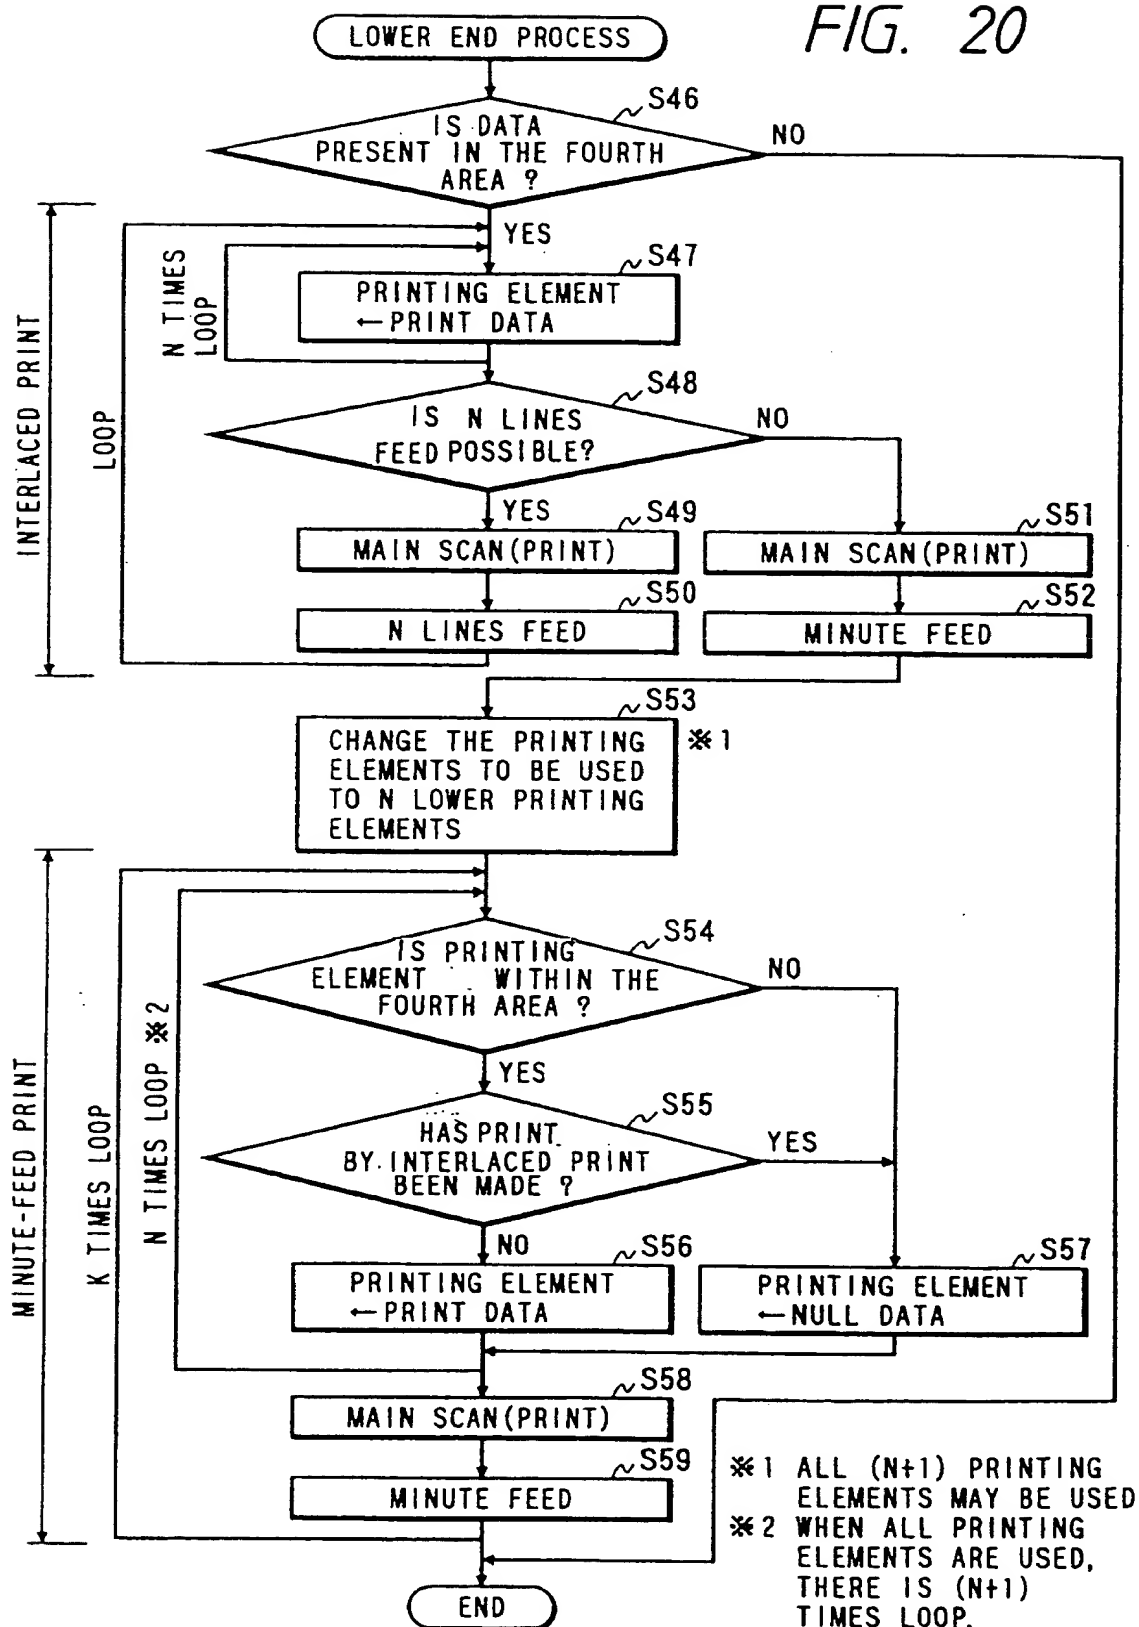 FIG. 20
LOWER END PROCESS
S46
IS DATA
PRESENT IN THE FOURTH
AREA ?
NO
YES
S47
PRINTING ELEMENT
←PRINT DATA
N TIMES
LOOP
S48
IS N LINES
FEED POSSIBLE?
NO
YES
LOOP
INTERLACED PRINT
S49
MAIN SCAN(PRINT)
S51
MAIN SCAN(PRINT)
S50
N LINES FEED
S52
MINUTE FEED
S53
CHANGE THE PRINTING
ELEMENTS TO BE USED
TO N LOWER PRINTING
ELEMENTS
※1
S54
IS PRINTING
ELEMENT WITHIN THE
FOURTH AREA ?
NO
YES
S55
HAS PRINT
BY INTERLACED PRINT
BEEN MADE ?
YES
NO
MINUTE-FEED PRINT
K TIMES LOOP
N TIMES LOOP ※2
S56
PRINTING ELEMENT
←PRINT DATA
S57
PRINTING ELEMENT
←NULL DATA
S58
MAIN SCAN(PRINT)
S59
MINUTE FEED
END
※1 ALL (N+1) PRINTING
ELEMENTS MAY BE USED
※2 WHEN ALL PRINTING
ELEMENTS ARE USED,
THERE IS (N+1)
TIMES LOOP.